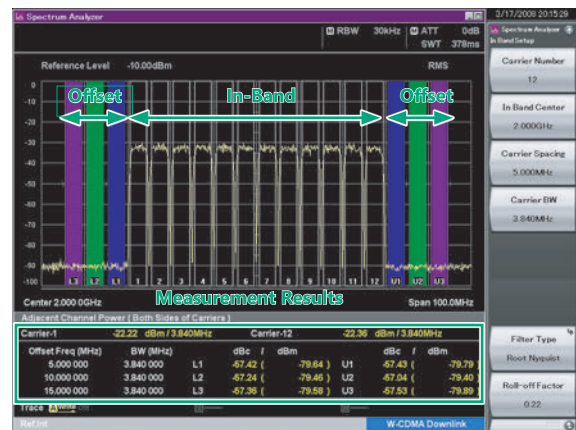 Spectrum Analyzer
3/17/2008 20:15:29
RBW 30kHz ATT 0dB
SWT 378ms
Spectrum Analyzer
In Band Setup
Reference Level -10.00dBm RMS
Carrier Number
12
0
-10
-20
-30
-40
-50
-60
-70
-80
-90
-100
Offset In-Band Offset
In Band Center
2.000GHz
Carrier Spacing
5.000MHz
Carrier BW
3.840MHz
L3 L2 L1 1 2 3 4 5 6 7 8 9 10 11 12 U1 U2 U3
Center 2.000 0GHz Measurement Results Span 100.0MHz
Adjacent Channel Power ( Both Sides of Carriers )
Carrier-1 -22.22 dBm / 3.840MHz Carrier-12 -22.36 dBm / 3.840MHz
Offset Freq (MHz) BW (MHz) dBc / dBm dBc / dBm
5.000 000 3.840 000 L1 -57.42 ( -79.64 ) U1 -57.43 ( -79.79 )
10.000 000 3.840 000 L2 -57.24 ( -79.46 ) U2 -57.04 ( -79.40 )
15.000 000 3.840 000 L3 -57.36 ( -79.58 ) U3 -57.53 ( -79.89 )
Filter Type
Root Nyquist
Roll-off Factor
0.22
Trace A Write
Ref.Int W-CDMA Downlink